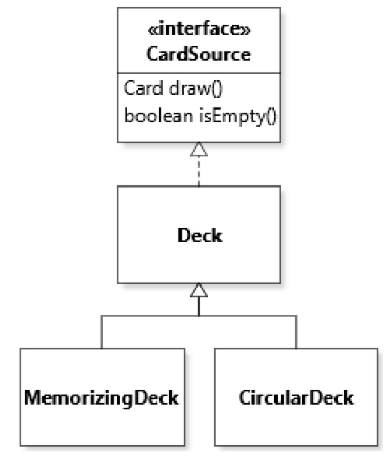 «interface»
CardSource
Card draw()
boolean isEmpty()
Deck
MemorizingDeck
CircularDeck